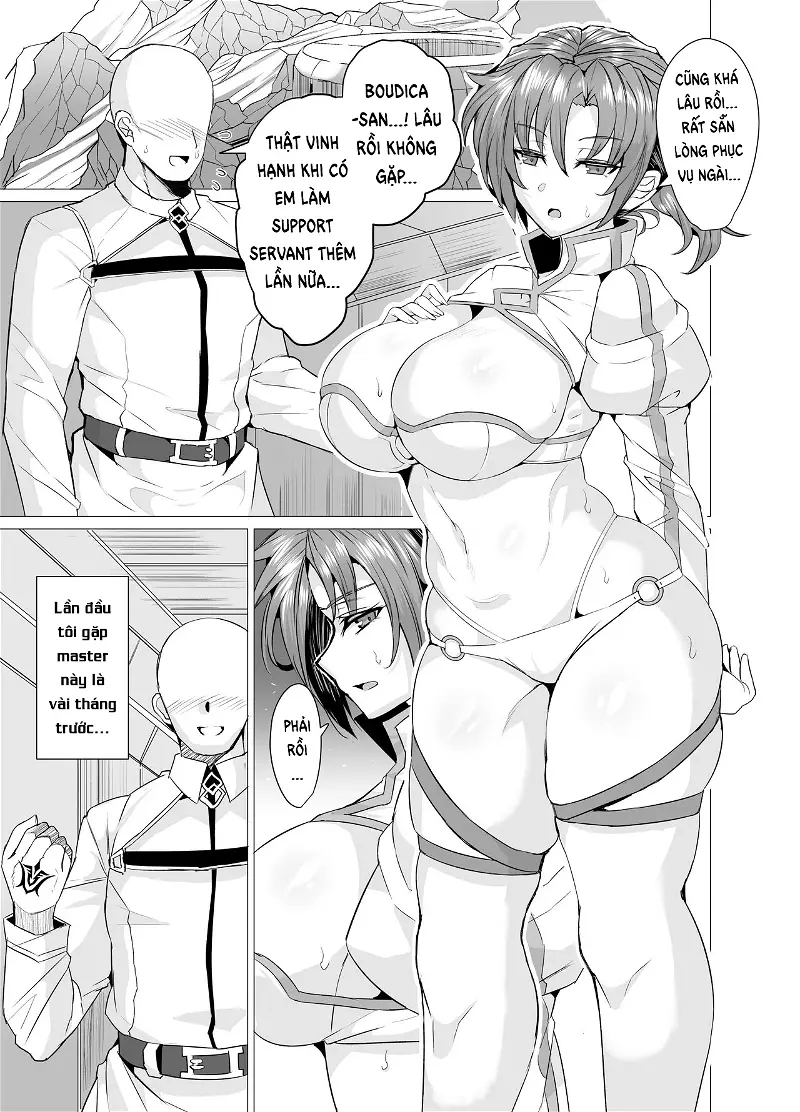 CŨNG KHÁ
LÂU RỒI...
RẤT SẴN
LÒNG PHỤC
VỤ NGÀI...
BOUDICA
-SAN...! LÂU
RỒI KHÔNG
GẶP...
THẬT VINH
HẠNH KHI CÓ
EM LÀM
SUPPORT
SERVANT THÊM
LẦN NỮA...
PHẢI
RỒI
...
Lần đầu
tôi gặp
master
này là
vài tháng
trước...